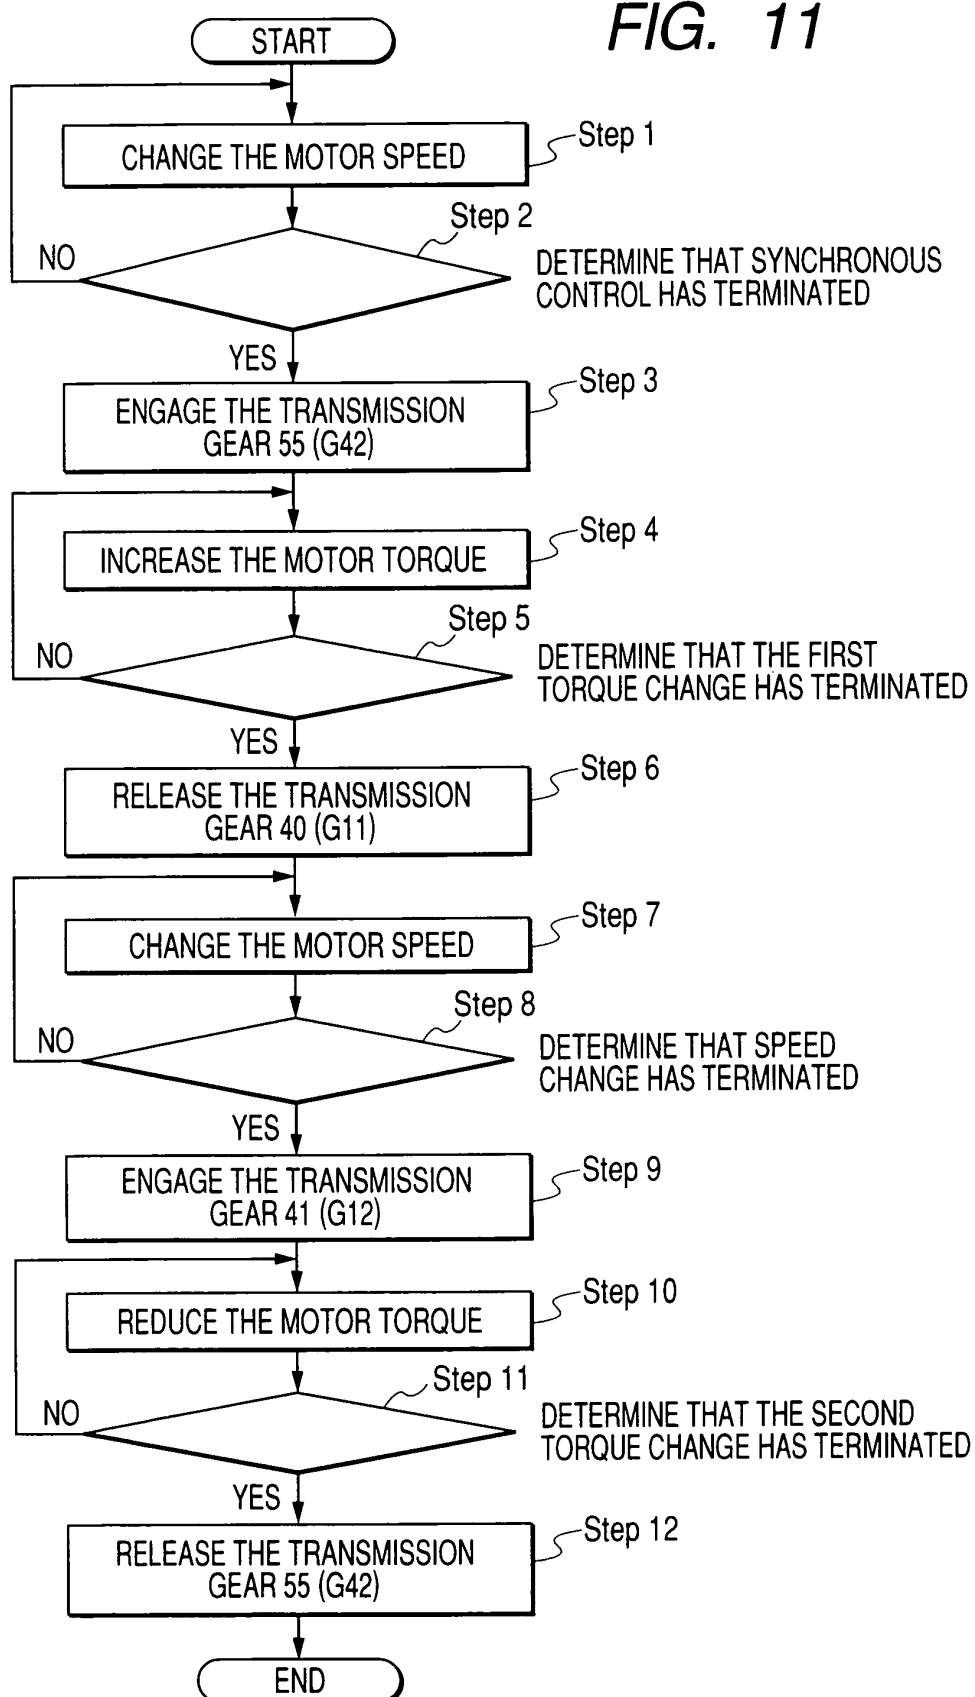 FIG. 11
START
CHANGE THE MOTOR SPEED
Step 1
Step 2
NO
DETERMINE THAT SYNCHRONOUS
CONTROL HAS TERMINATED
YES
ENGAGE THE TRANSMISSION
GEAR 55 (G42)
Step 3
INCREASE THE MOTOR TORQUE
Step 4
Step 5
NO
DETERMINE THAT THE FIRST
TORQUE CHANGE HAS TERMINATED
YES
RELEASE THE TRANSMISSION
GEAR 40 (G11)
Step 6
CHANGE THE MOTOR SPEED
Step 7
Step 8
NO
DETERMINE THAT SPEED
CHANGE HAS TERMINATED
YES
ENGAGE THE TRANSMISSION
GEAR 41 (G12)
Step 9
REDUCE THE MOTOR TORQUE
Step 10
Step 11
NO
DETERMINE THAT THE SECOND
TORQUE CHANGE HAS TERMINATED
YES
RELEASE THE TRANSMISSION
GEAR 55 (G42)
Step 12
END